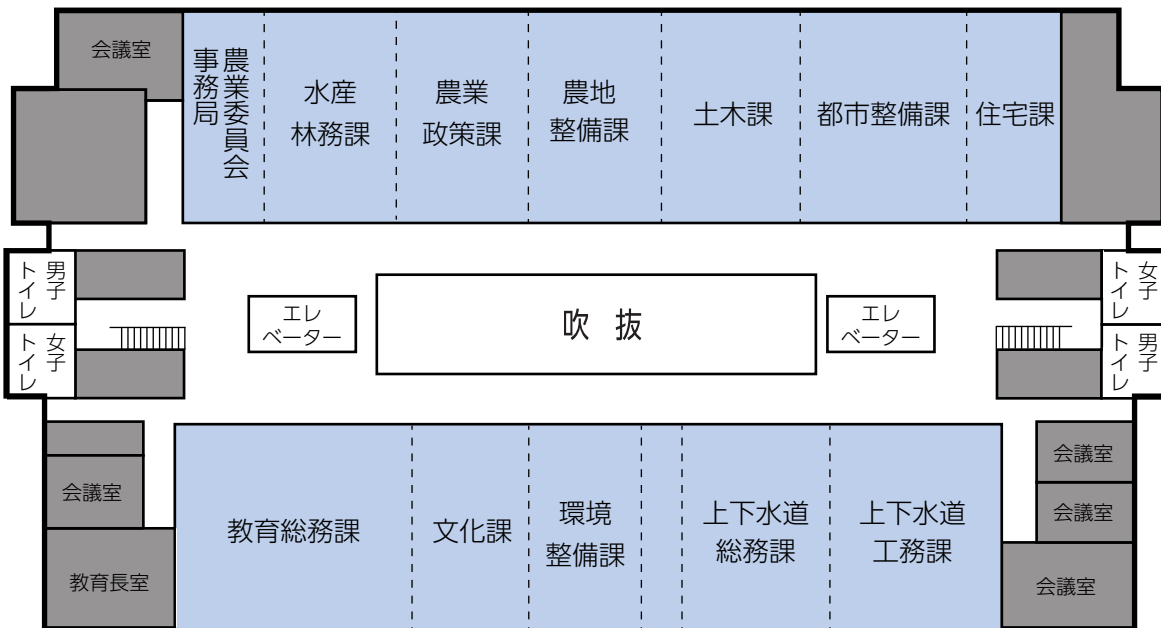 会議室
農業委員会
事務局
水産
林務課
農業
政策課
農地
整備課
土木課
都市整備課
住宅課
男子
トイレ
女子
トイレ
エレ
ベーター
吹抜
エレ
ベーター
女子
トイレ
男子
トイレ
会議室
教育長室
教育総務課
文化課
環境
整備課
上下水道
総務課
上下水道
工務課
会議室
会議室
会議室